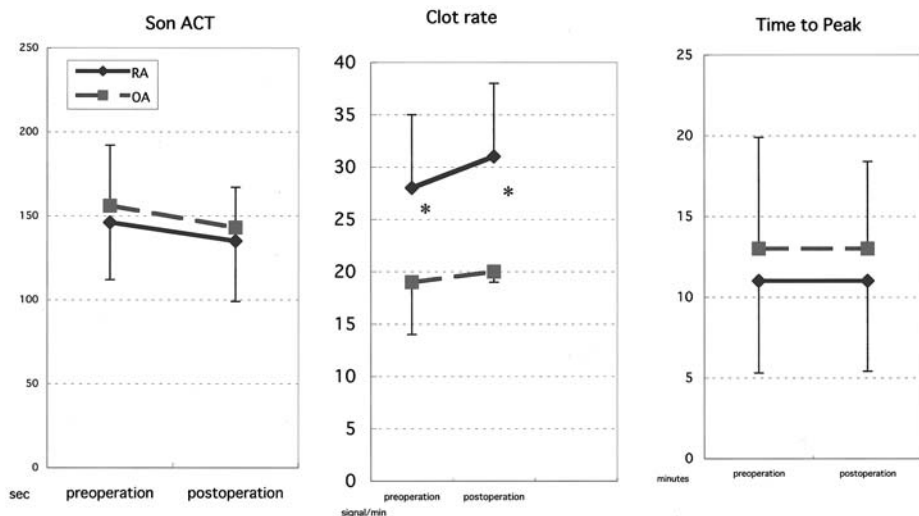 Son ACT
250
200
150
100
50
0
RA
OA
sec
preoperation
postoperation
Clot rate
40
35
30
25
20
15
10
5
0
*
*
preoperation
postoperation
signal/min
Time to Peak
25
20
15
10
5
0
minutes
preoperation
postoperation